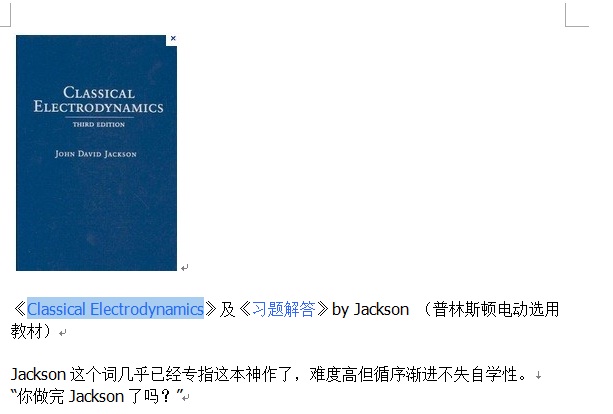 CLASSICAL
ELECTRODYNAMICS
THIRD EDITION
JOHN DAVID JACKSON
《Classical Electrodynamics》及《习题解答》by Jackson （普林斯顿电动选用
教材）
Jackson 这个词几乎已经专指这本神作了，难度高但循序渐进不失自学性。
“你做完 Jackson 了吗？”